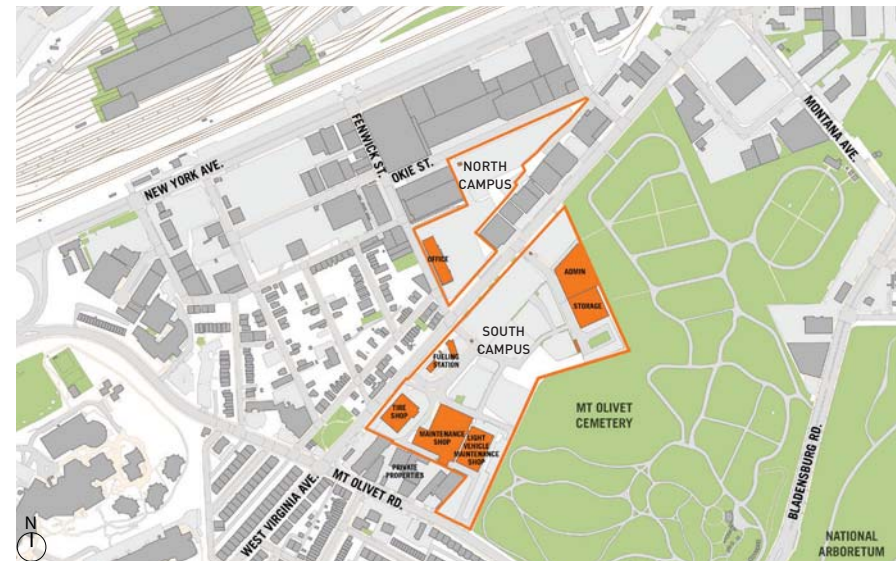 MONTANA AVE.
FENWICK ST.
OKIE ST.
NORTH
CAMPUS
NEW YORK AVE.
OFFICE
ADMIN
STORAGE
SOUTH
CAMPUS
FUELING
STATION
TIRE
SHOP
MAINTENANCE
SHOP
LIGHT
VEHICLE
MAINTENANCE
SHOP
MT OLIVET
CEMETERY
PRIVATE
PROPERTIES
MT OLIVET RD.
WEST VIRGINIA AVE.
BLADENSBURG RD.
N
NATIONAL
ARBORETUM